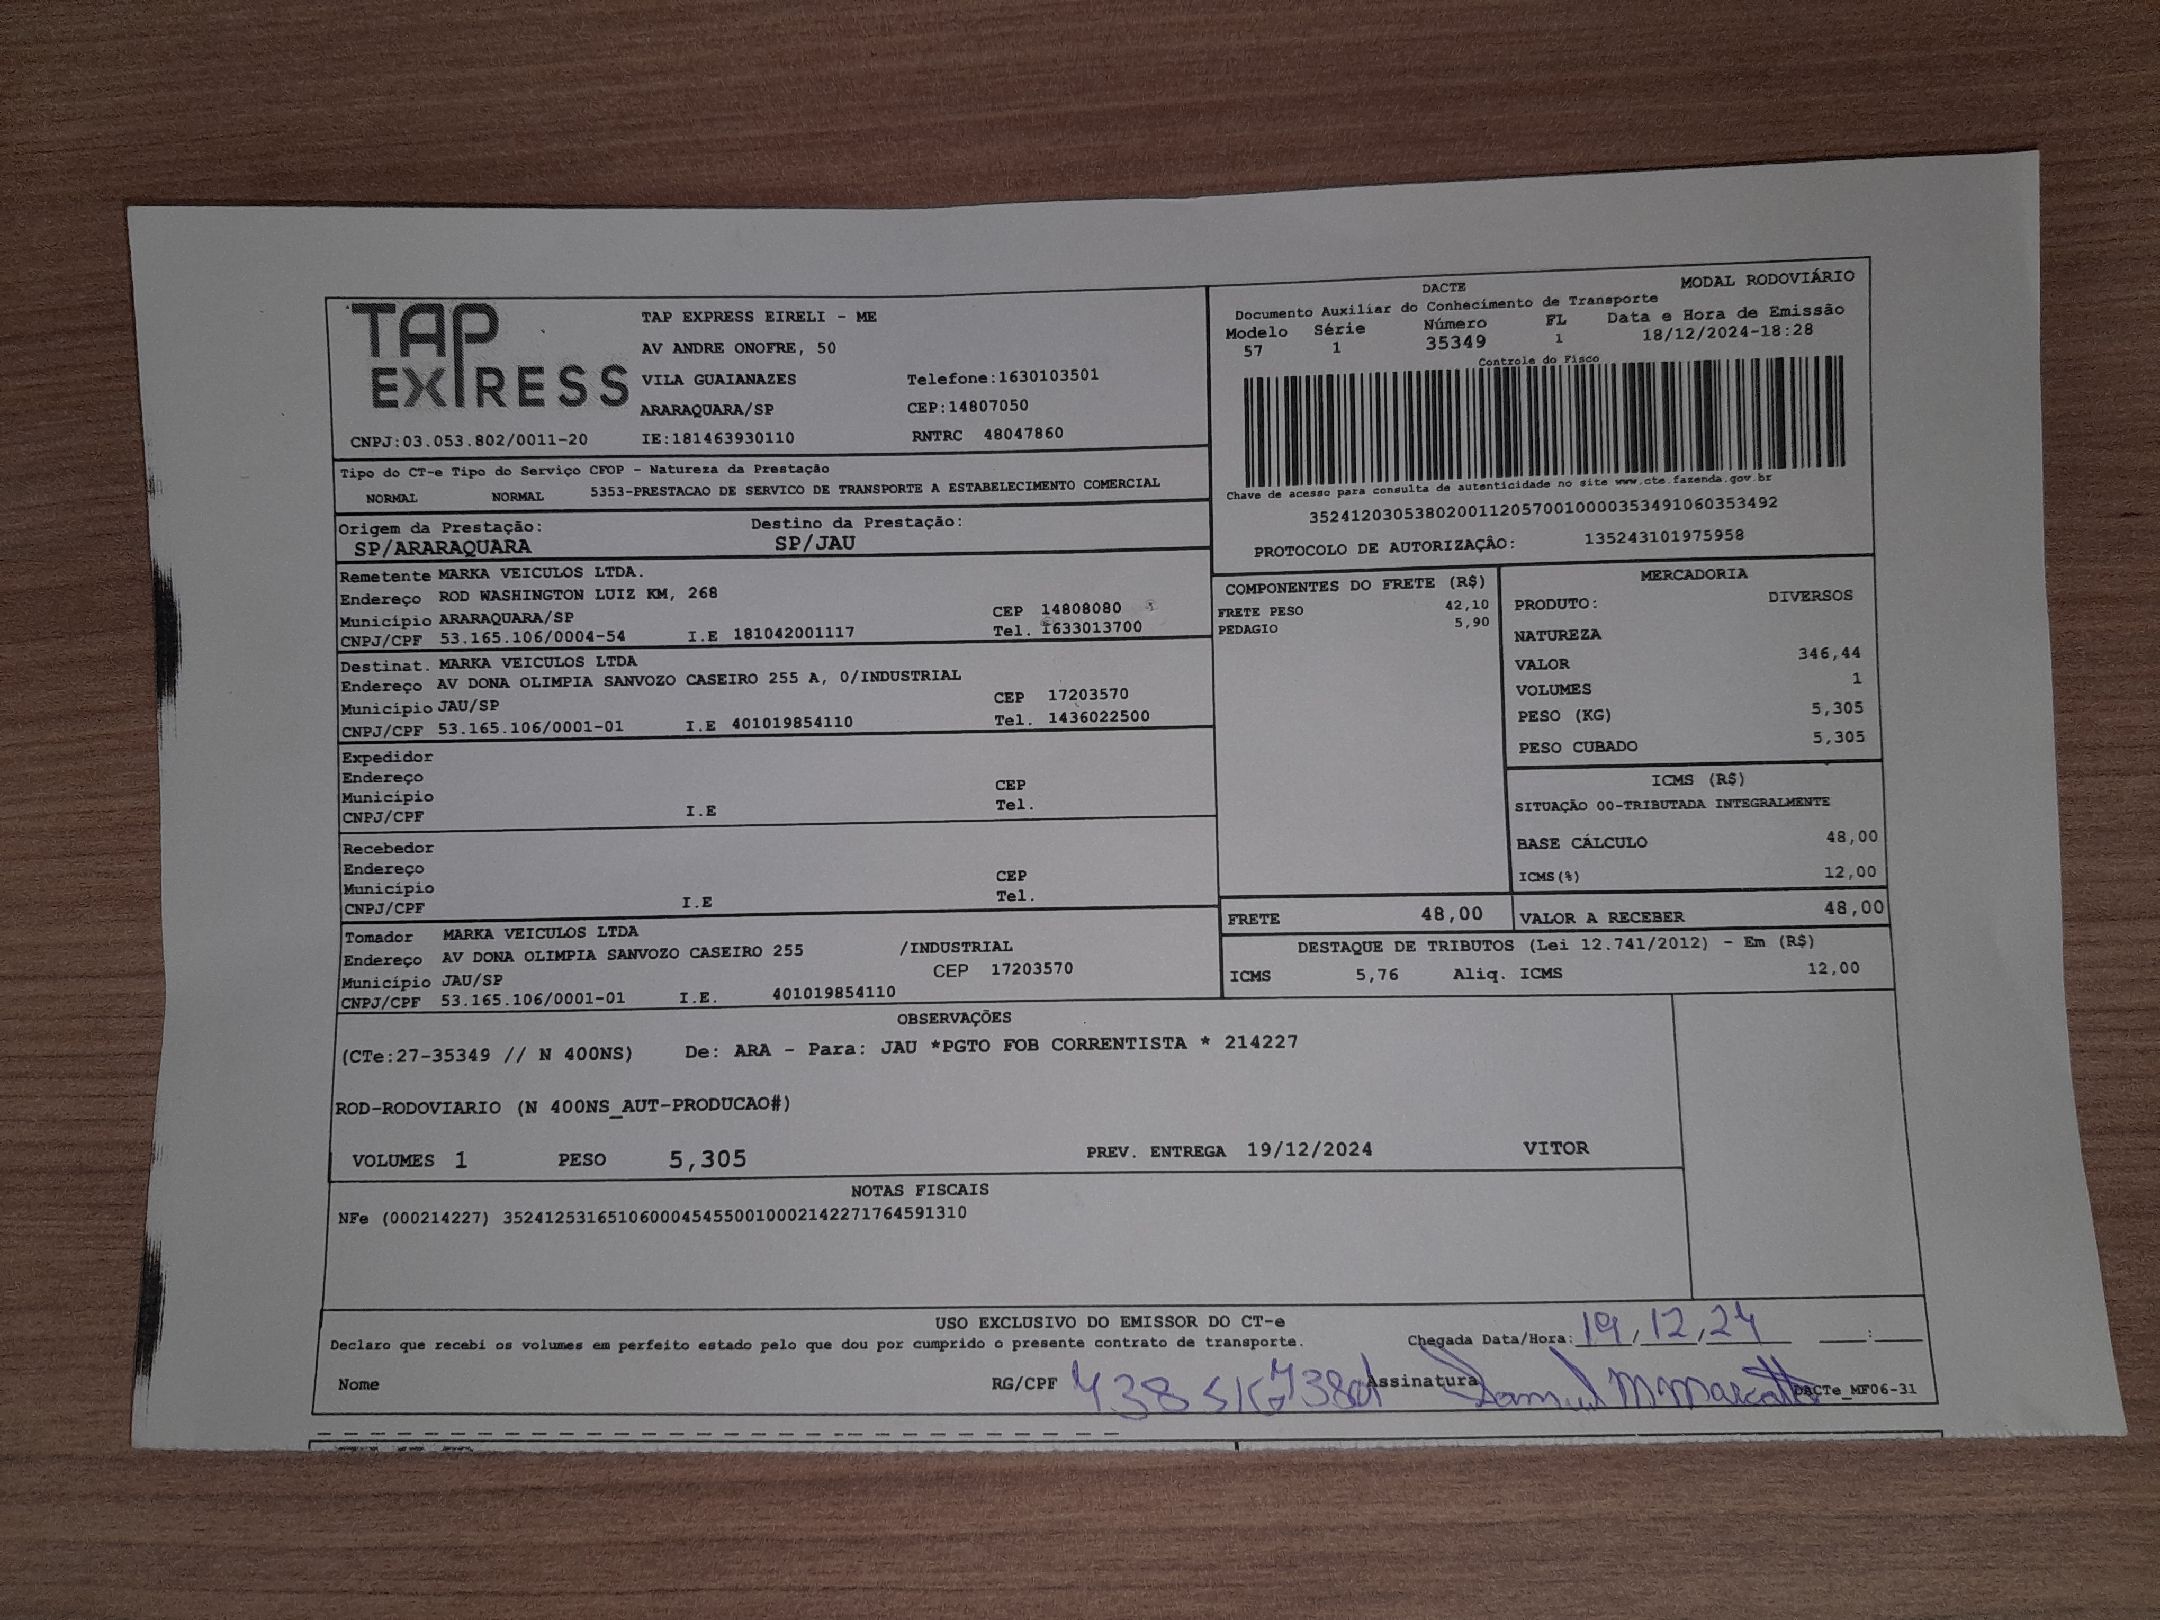 TAP
EXPRESS
TAP EXPRESS EIRELI - ME
AV ANDRE ONOFRE, 50
VILA GUAIANAZES Telefone:1630103501
ARARAQUARA/SP CEP:14807050
CNPJ:03.053.802/0011-20 IE:181463930110 RNTRC 48047860
DACTE MODAL RODOVIÁRIO
Documento Auxiliar do Conhecimento de Transporte
Modelo Série Número FL Data e Hora de Emissão
57 1 35349 1 18/12/2024-18:28
Controle do Fisco
Chave de acesso para consulta de autenticidade no site www.cte.fazenda.gov.br
35241203053802001120570010000353491060353492
PROTOCOLO DE AUTORIZAÇÃO: 135243101975958
Tipo do CT-e Tipo do Serviço CFOP - Natureza da Prestação
NORMAL NORMAL 5353-PRESTACAO DE SERVICO DE TRANSPORTE A ESTABELECIMENTO COMERCIAL
Origem da Prestação: Destino da Prestação:
SP/ARARAQUARA SP/JAU
Remetente MARKA VEICULOS LTDA.
Endereço ROD WASHINGTON LUIZ KM, 268
Município ARARAQUARA/SP CEP 14808080
CNPJ/CPF 53.165.106/0004-54 I.E 181042001117 Tel. 1633013700
Destinat. MARKA VEICULOS LTDA
Endereço AV DONA OLIMPIA SANVOZO CASEIRO 255 A, 0/INDUSTRIAL
Município JAU/SP CEP 17203570
CNPJ/CPF 53.165.106/0001-01 I.E 401019854110 Tel. 1436022500
Expedidor
Endereço
Município CEP
CNPJ/CPF I.E Tel.
Recebedor
Endereço
Município CEP
CNPJ/CPF I.E Tel.
Tomador MARKA VEICULOS LTDA
Endereço AV DONA OLIMPIA SANVOZO CASEIRO 255 /INDUSTRIAL
Município JAU/SP CEP 17203570
CNPJ/CPF 53.165.106/0001-01 I.E. 401019854110
COMPONENTES DO FRETE (R$)
FRETE PESO 42,10
PEDAGIO 5,90
MERCADORIA
PRODUTO: DIVERSOS
NATUREZA
VALOR 346,44
VOLUMES 1
PESO (KG) 5,305
PESO CUBADO 5,305
ICMS (R$)
SITUAÇÃO 00-TRIBUTADA INTEGRALMENTE
BASE CÁLCULO 48,00
ICMS(%) 12,00
FRETE 48,00 VALOR A RECEBER 48,00
DESTAQUE DE TRIBUTOS (Lei 12.741/2012) - Em (R$)
ICMS 5,76 Aliq. ICMS 12,00
OBSERVAÇÕES
(CTe:27-35349 // N 400NS) De: ARA - Para: JAU *PGTO FOB CORRENTISTA * 214227
ROD-RODOVIARIO (N 400NS_AUT-PRODUCAO#)
VOLUMES 1 PESO 5,305 PREV. ENTREGA 19/12/2024 VITOR
NOTAS FISCAIS
NFe (000214227) 35241253165106000454550010002142271764591310
USO EXCLUSIVO DO EMISSOR DO CT-e
Declaro que recebi os volumes em perfeito estado pelo que dou por cumprido o presente contrato de transporte. Chegada Data/Hora: 19,12,24
Nome RG/CPF Assinatura DACTe_MF06-31